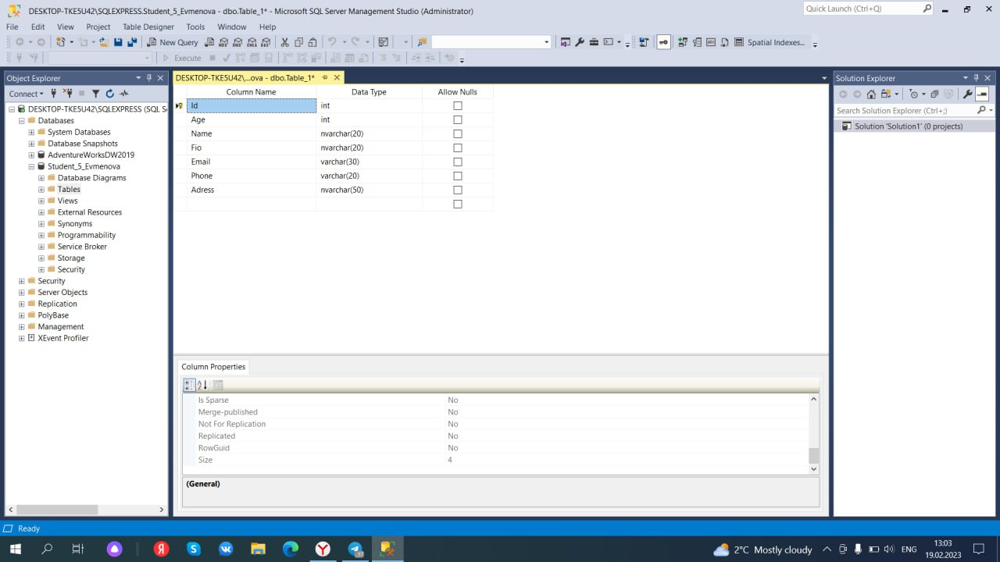 DESKTOP-TKE5U42\SQLEXPRESS.Student_5_Evmenova - dbo.Table_1* - Microsoft SQL Server Management Studio (Administrator)
Quick Launch (Ctrl+Q)
File Edit View Project Table Designer Tools Window Help
New Query
Spatial Indexes...
Execute
Object Explorer
Connect
DESKTOP-TKE5U42\SQLEXPRESS (SQL S
Databases
System Databases
Database Snapshots
AdventureWorksDW2019
Student_5_Evmenova
Database Diagrams
Tables
Views
External Resources
Synonyms
Programmability
Service Broker
Storage
Security
Security
Server Objects
Replication
PolyBase
Management
XEvent Profiler
DESKTOP-TKE5U42\...ova - dbo.Table_1*
Column Name Data Type Allow Nulls
Id int
Age int
Name nvarchar(20)
Fio nvarchar(20)
Email varchar(30)
Phone varchar(20)
Adress nvarchar(50)
Column Properties
Is Sparse No
Merge-published No
Not For Replication No
Replicated No
RowGuid No
Size 4
(General)
Solution Explorer
Search Solution Explorer (Ctrl+;)
Solution 'Solution1' (0 projects)
Ready
2°C Mostly cloudy
ENG
13:03
19.02.2023